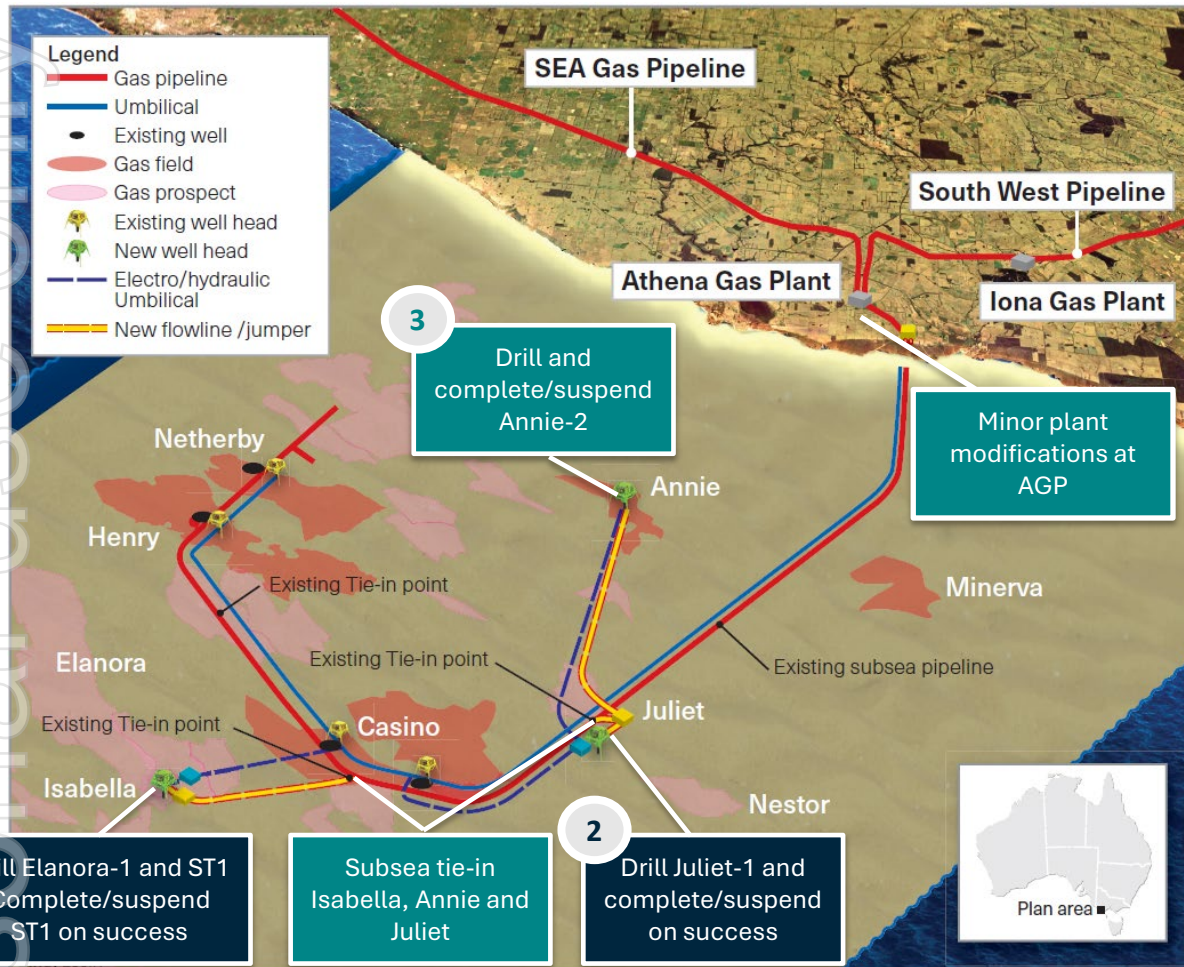 Legend
Gas pipeline
Umbilical
Existing well
Gas field
Gas prospect
Existing well head
New well head
Electro/hydraulic
Umbilical
New flowline /jumper
SEA Gas Pipeline
South West Pipeline
Athena Gas Plant
Iona Gas Plant
3
Drill and
complete/suspend
Annie-2
Minor plant
modifications at
AGP
Netherby
Annie
Henry
Existing Tie-in point
Minerva
Elanora
Existing Tie-in point
Existing subsea pipeline
Existing Tie-in point
Casino
Juliet
Isabella
Nestor
ill Elanora-1 and ST1
Complete/suspend
ST1 on success
Subsea tie-in
Isabella, Annie and
Juliet
2
Drill Juliet-1 and
complete/suspend
on success
Plan area